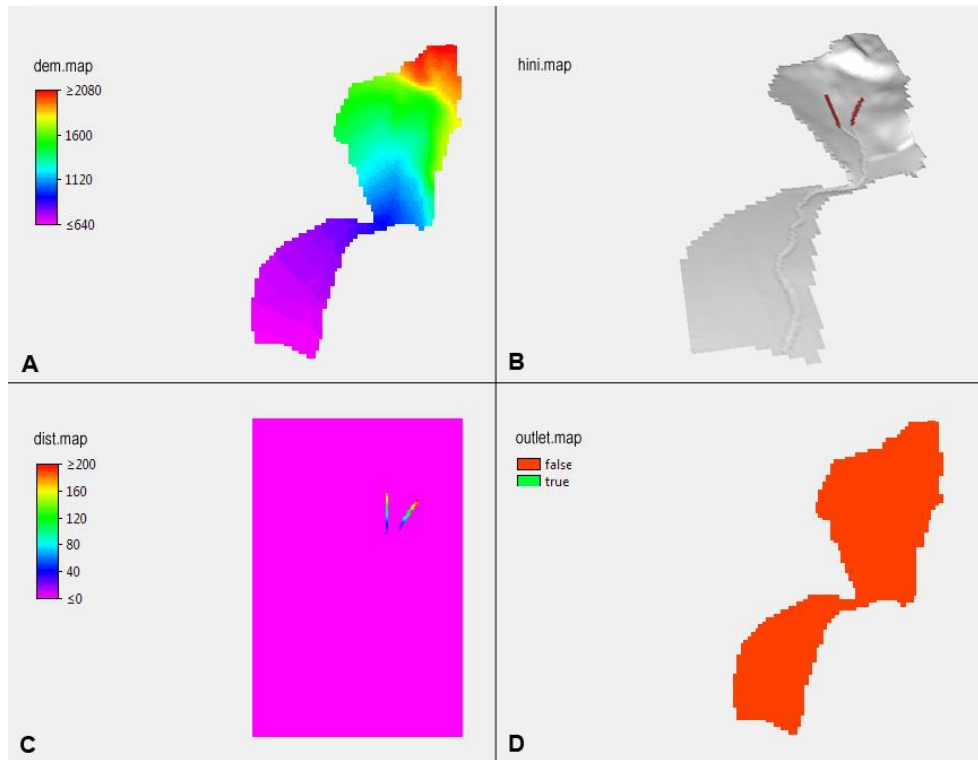 dem.map
≥2080
1600
1120
≤640
A
hini.map
B
dist.map
≥200
160
120
80
40
≤0
C
outlet.map
false
true
D